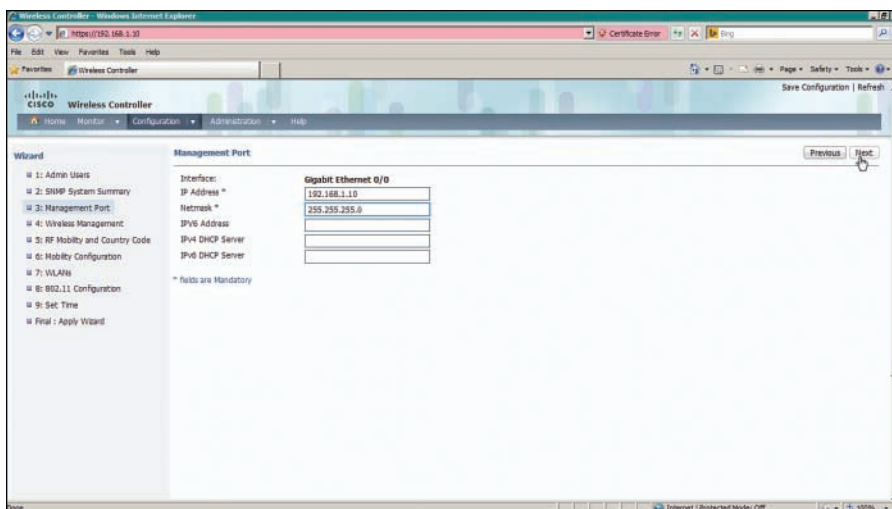 Wireless Controller - Windows Internet Explorer
https://192.168.1.10
Certificate Error
Bing
File Edit View Favorites Tools Help
Favorites Wireless Controller
Page Safety Tools
Save Configuration | Refresh
CISCO Wireless Controller
Home Monitor Configuration Administration Help
Wizard
1: Admin Users
2: SNMP System Summary
3: Management Port
4: Wireless Management
5: RF Mobility and Country Code
6: Mobility Configuration
7: WLANs
8: 802.11 Configuration
9: Set Time
Final : Apply Wizard
Management Port
Previous Next
Interface: Gigabit Ethernet 0/0
IP Address * 192.168.1.10
Netmask * 255.255.255.0
IPV6 Address
IPv4 DHCP Server
IPv6 DHCP Server
* fields are Mandatory
Done
Internet | Protected Mode: Off
100%